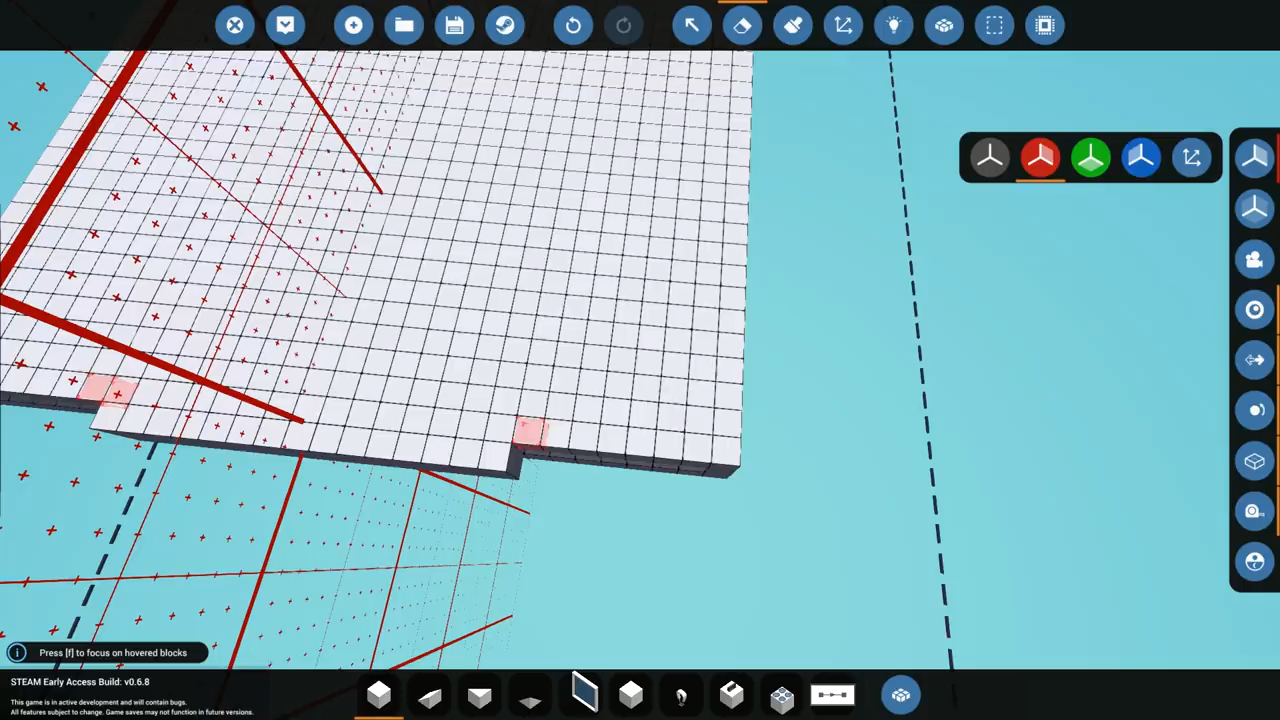 Press [f] to focus on hovered blocks
STEAM Early Access Build: v0.6.8
This game is in active development and will contain bugs.
All features subject to change. Game saves may not function in future versions.